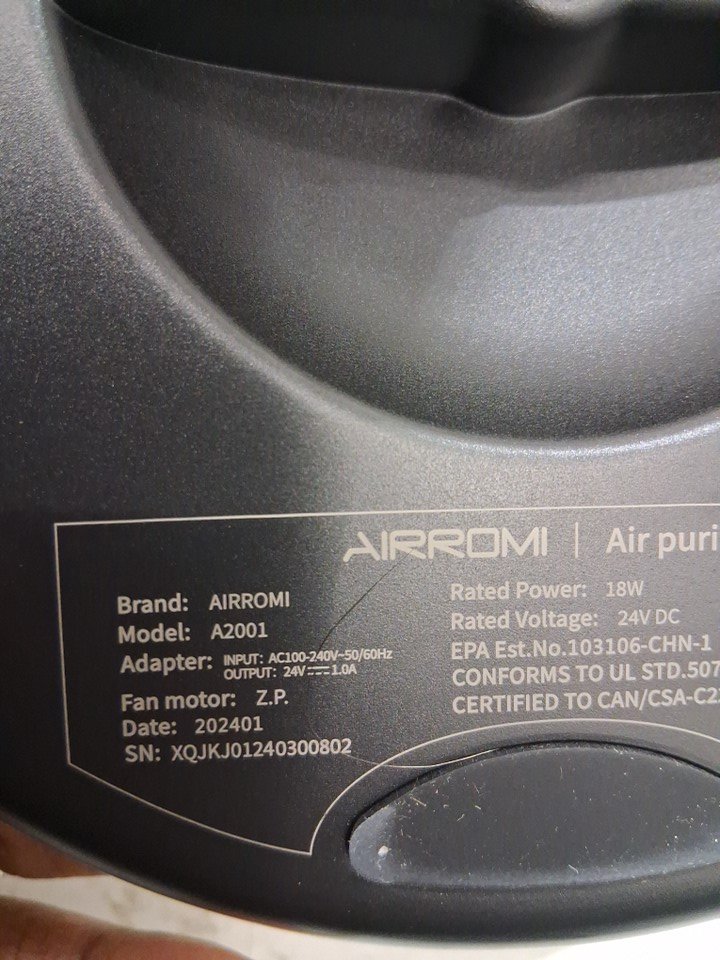 AIRROMI | Air puri
Brand: AIRROMI
Model: A2001
Adapter: INPUT: AC100-240V~50/60Hz
OUTPUT: 24V⎓1.0A
Fan motor: Z.P.
Date: 202401
SN: XQJKJ01240300802
Rated Power: 18W
Rated Voltage: 24V DC
EPA Est.No.103106-CHN-1
CONFORMS TO UL STD.507
CERTIFIED TO CAN/CSA-C2